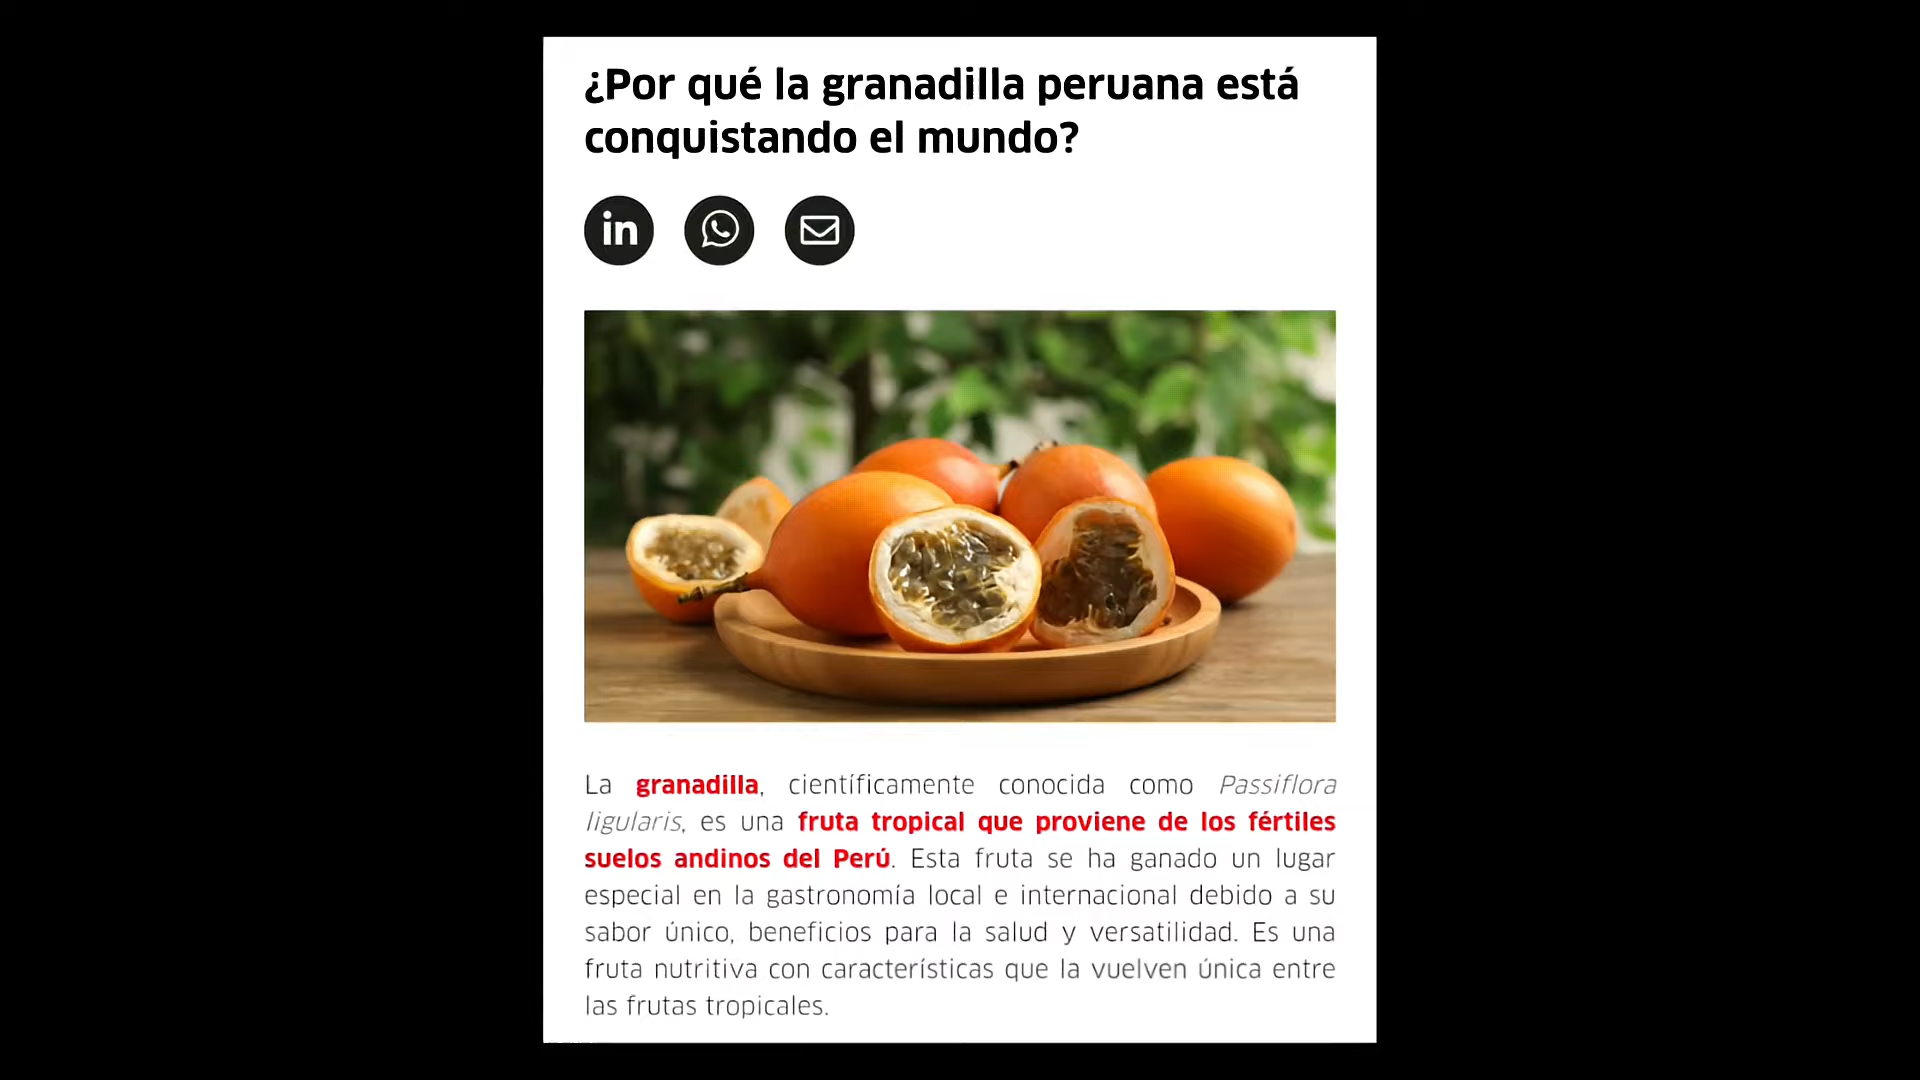 ¿Por qué la granadilla peruana está
conquistando el mundo?
in
La granadilla, científicamente conocida como Passiflora
ligularis, es una fruta tropical que proviene de los fértiles
suelos andinos del Perú. Esta fruta se ha ganado un lugar
especial en la gastronomía local e internacional debido a su
sabor único, beneficios para la salud y versatilidad. Es una
fruta nutritiva con características que la vuelven única entre
las frutas tropicales.